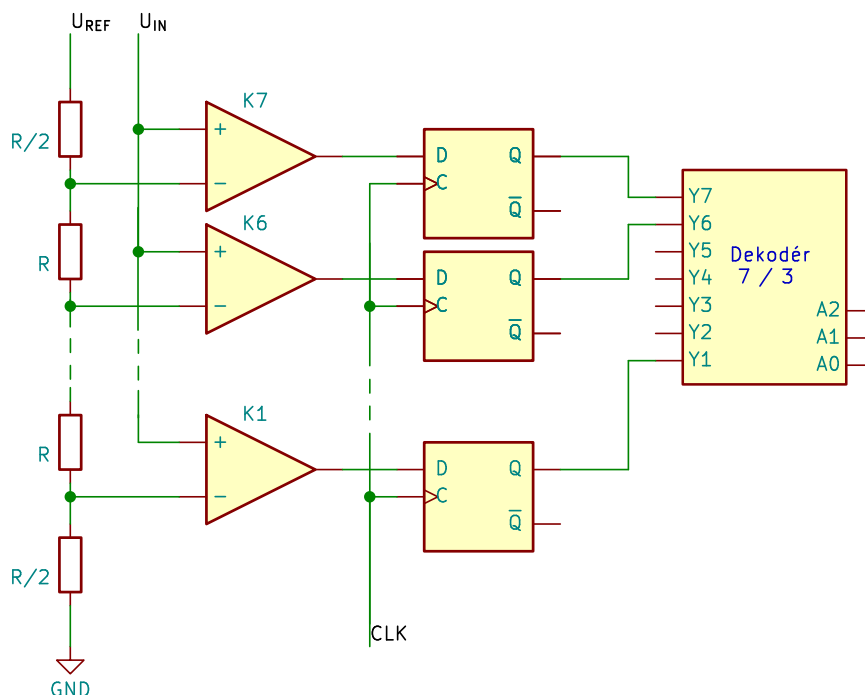 UREF UIN
R/2
R
R
R/2
GND
K7
+
−
K6
+
−
K1
+
−
D Q
C
Q̅
D Q
C
Q̅
D Q
C
Q̅
CLK
Dekodér
7 / 3
Y7
Y6
Y5
Y4
Y3
Y2
Y1
A2
A1
A0